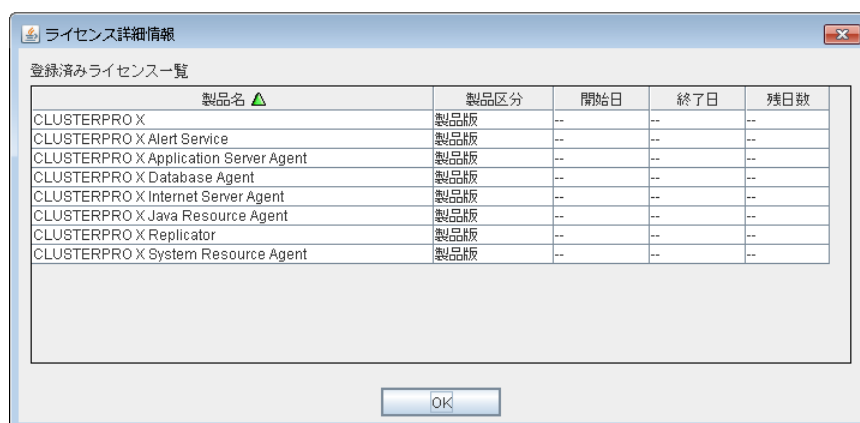 ライセンス詳細情報
登録済みライセンス一覧
製品名 製品区分 開始日 終了日 残日数
CLUSTERPRO X 製品版 -- -- --
CLUSTERPRO X Alert Service 製品版 -- -- --
CLUSTERPRO X Application Server Agent 製品版 -- -- --
CLUSTERPRO X Database Agent 製品版 -- -- --
CLUSTERPRO X Internet Server Agent 製品版 -- -- --
CLUSTERPRO X Java Resource Agent 製品版 -- -- --
CLUSTERPRO X Replicator 製品版 -- -- --
CLUSTERPRO X System Resource Agent 製品版 -- -- --
OK